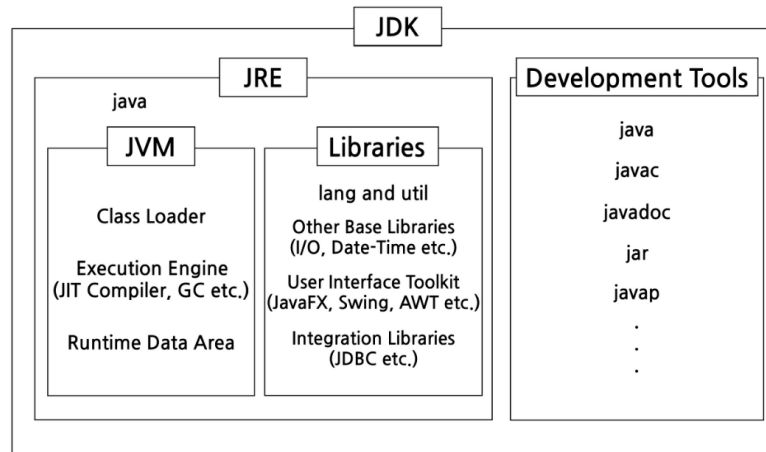 JDK
JRE
java
JVM
Class Loader
Execution Engine
(JIT Compiler, GC etc.)
Runtime Data Area
Libraries
lang and util
Other Base Libraries
(I/O, Date-Time etc.)
User Interface Toolkit
(JavaFX, Swing, AWT etc.)
Integration Libraries
(JDBC etc.)
Development Tools
java
javac
javadoc
jar
javap
.
.
.